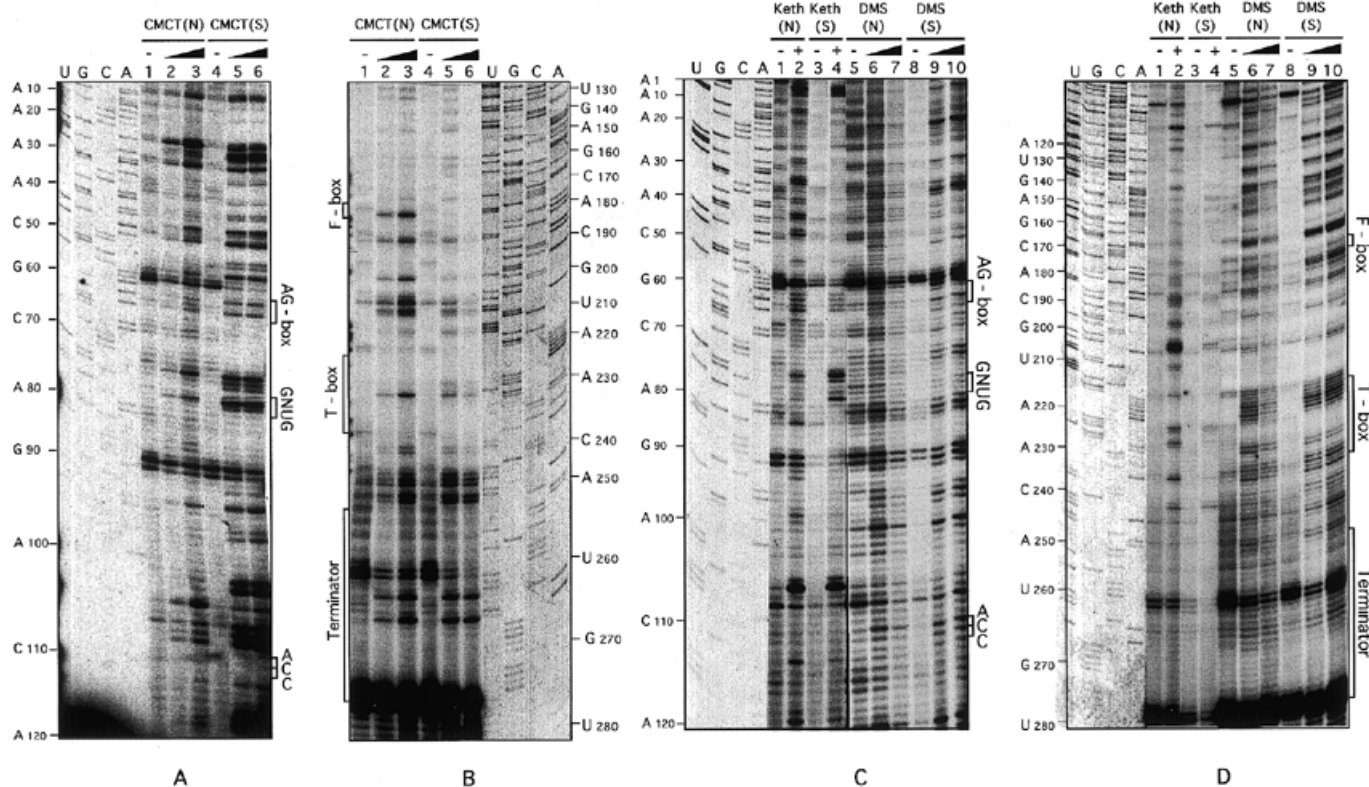 CMCT(N) CMCT(S)
- -
U G C A 1 2 3 4 5 6
A 10
A 20
A 30
A 40
C 50
G 60
C 70
A 80
G 90
A 100
C 110
A 120
AG - box
GNUG
A
C
C
A
CMCT(N) CMCT(S)
- -
1 2 3 4 5 6 U G C A
F - box
T - box
Terminator
U 130
G 140
A 150
G 160
C 170
A 180
C 190
G 200
U 210
A 220
A 230
C 240
A 250
U 260
G 270
U 280
B
Keth Keth DMS DMS
(N) (S) (N) (S)
- + - + - -
U G C A 1 2 3 4 5 6 7 8 9 10
A 1
A 10
A 20
A 30
A 40
C 50
G 60
C 70
A 80
G 90
A 100
C 110
A 120
AG - box
GNUG
A
C
C
C
Keth Keth DMS DMS
(N) (S) (N) (S)
- + - + - -
U G C A 1 2 3 4 5 6 7 8 9 10
A 120
U 130
G 140
A 150
G 160
C 170
A 180
C 190
G 200
U 210
A 220
A 230
C 240
A 250
U 260
G 270
U 280
F - box
T - box
Terminator
D